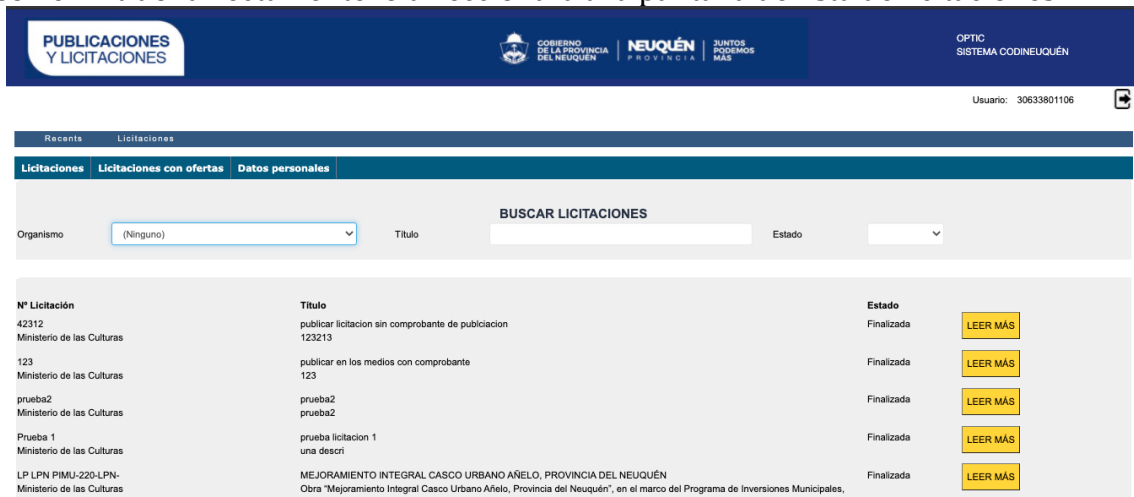 PUBLICACIONES
Y LICITACIONES
GOBIERNO
DE LA PROVINCIA
DEL NEUQUÉN
NEUQUÉN
PROVINCIA
JUNTOS
PODEMOS
MÁS
OPTIC
SISTEMA CODINEUQUÉN
Usuario: 30633801106
Recents Licitaciones
Licitaciones Licitaciones con ofertas Datos personales
BUSCAR LICITACIONES
Organismo (Ninguno) Título Estado
Nº Licitación Título Estado
42312 publicar licitacion sin comprobante de publciacion Finalizada LEER MÁS
Ministerio de las Culturas 123213
123 publicar en los medios con comprobante Finalizada LEER MÁS
Ministerio de las Culturas 123
prueba2 prueba2 Finalizada LEER MÁS
Ministerio de las Culturas prueba2
Prueba 1 prueba licitacion 1 Finalizada LEER MÁS
Ministerio de las Culturas una descri
LP LPN PIMU-220-LPN- MEJORAMIENTO INTEGRAL CASCO URBANO AÑELO, PROVINCIA DEL NEUQUÉN Finalizada LEER MÁS
Ministerio de las Culturas Obra "Mejoramiento Integral Casco Urbano Añelo, Provincia del Neuquén", en el marco del Programa de Inversiones Municipales,